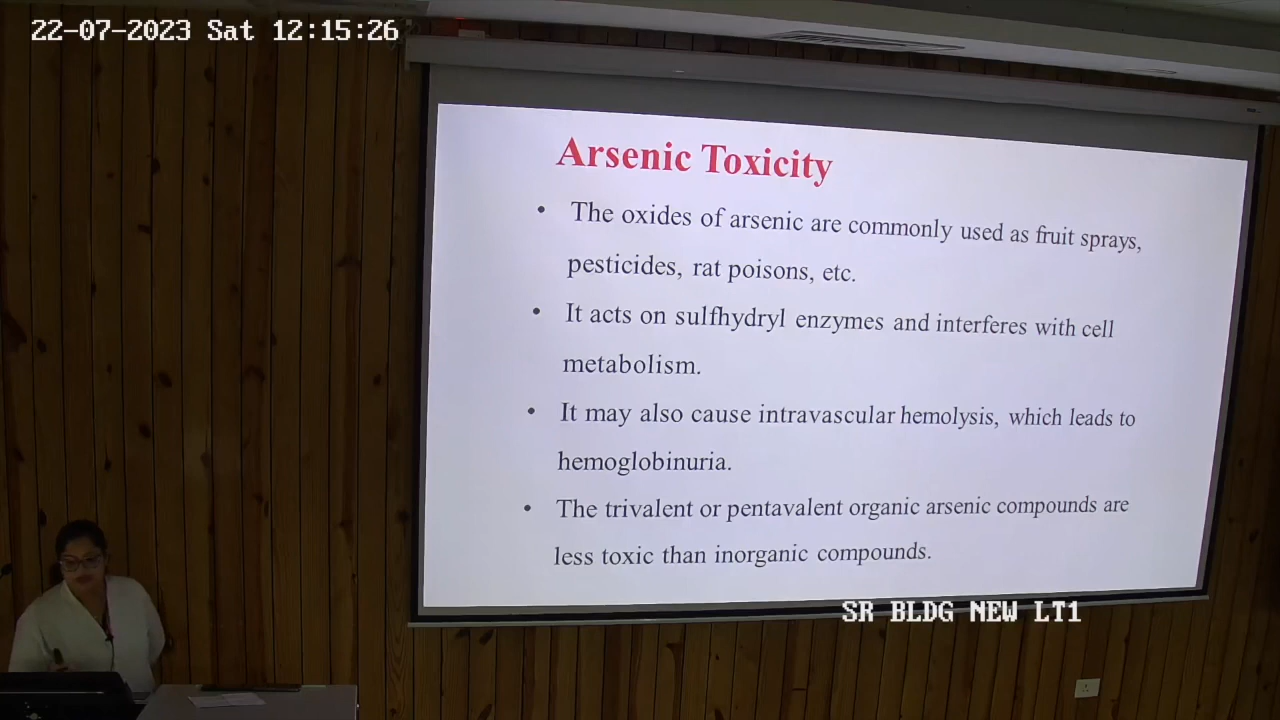 22-07-2023 Sat 12:15:26
Arsenic Toxicity
• The oxides of arsenic are commonly used as fruit sprays,
pesticides, rat poisons, etc.
• It acts on sulfhydryl enzymes and interferes with cell
metabolism.
• It may also cause intravascular hemolysis, which leads to
hemoglobinuria.
• The trivalent or pentavalent organic arsenic compounds are
less toxic than inorganic compounds.
SR BLDG NEW LT1